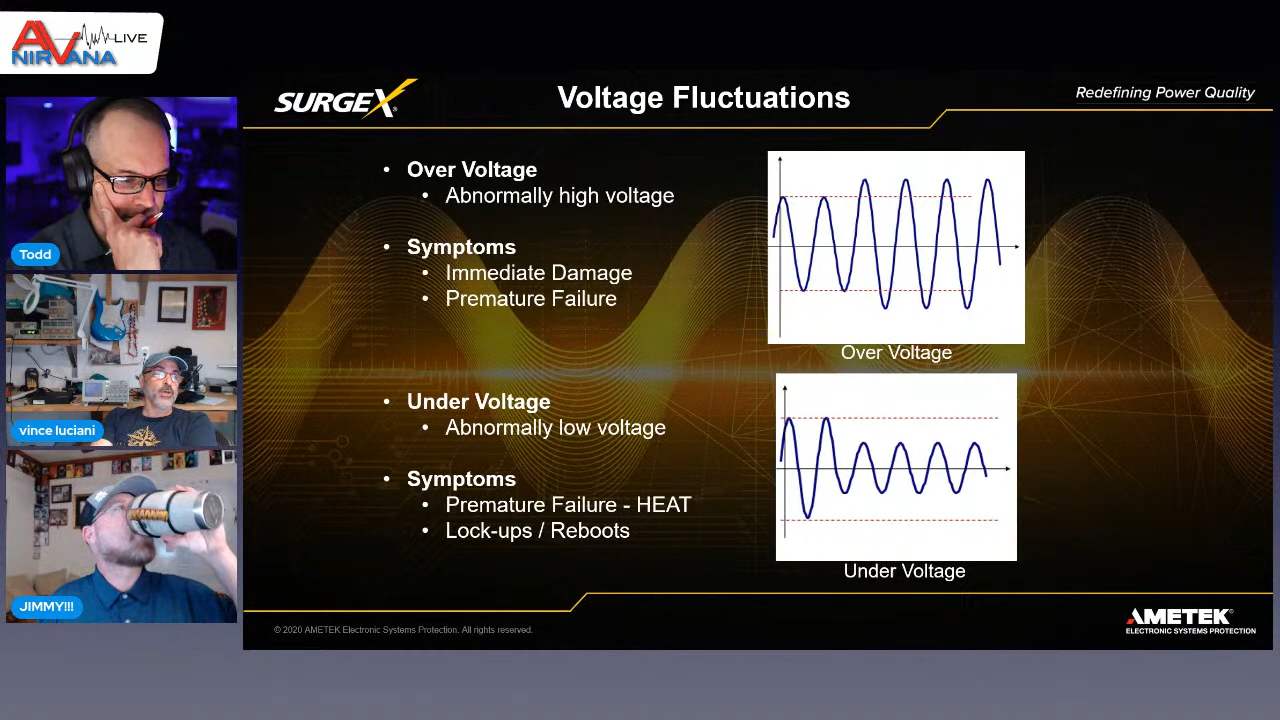 AV
NIRVANA
LIVE
SURGEX®
Voltage Fluctuations
Redefining Power Quality
Todd
vince luciani
JIMMY!!!
• Over Voltage
• Abnormally high voltage
• Symptoms
• Immediate Damage
• Premature Failure
Over Voltage
• Under Voltage
• Abnormally low voltage
• Symptoms
• Premature Failure - HEAT
• Lock-ups / Reboots
Under Voltage
© 2020 AMETEK Electronic Systems Protection. All rights reserved.
AMETEK®
ELECTRONIC SYSTEMS PROTECTION